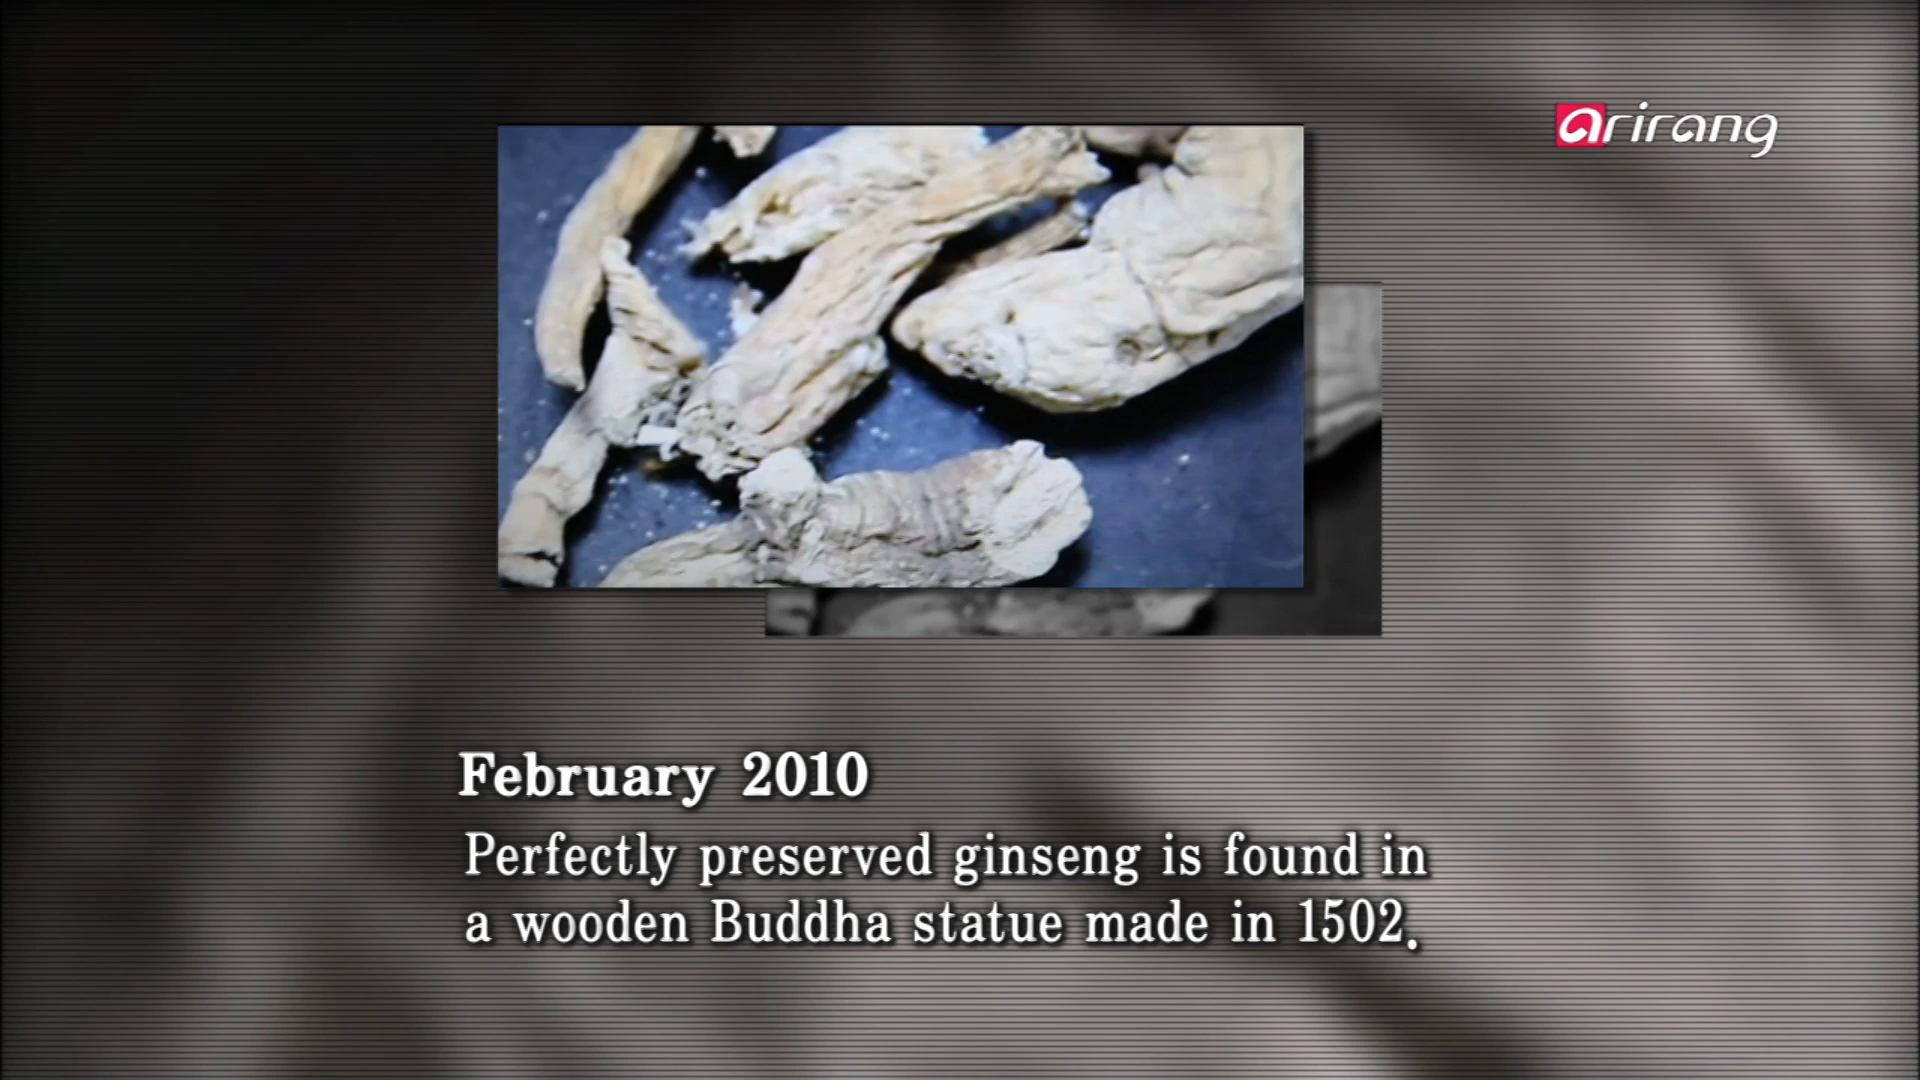 arirang
February 2010
Perfectly preserved ginseng is found in
a wooden Buddha statue made in 1502.